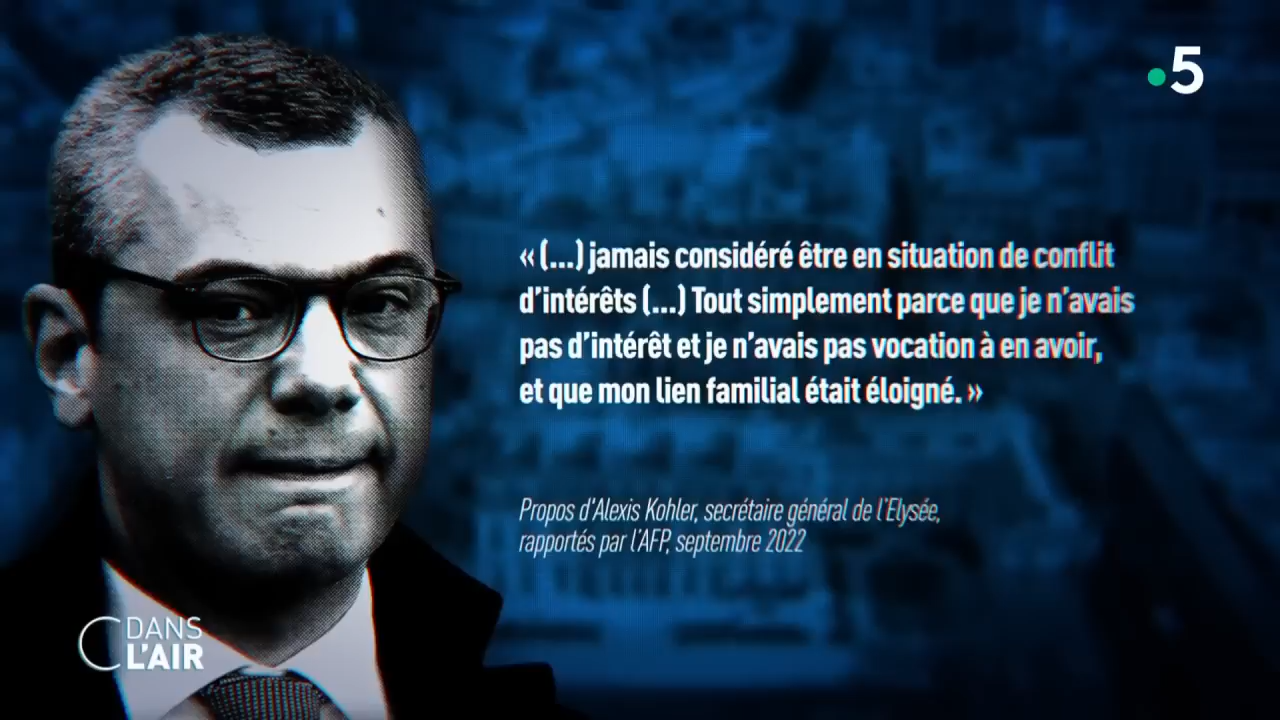 5
« (...) jamais considéré être en situation de conflit
d'intérêts (...) Tout simplement parce que je n'avais
pas d'intérêt et je n'avais pas vocation à en avoir,
et que mon lien familial était éloigné. »
Propos d'Alexis Kohler, secrétaire général de l'Elysée,
rapportés par l'AFP, septembre 2022
C DANS
L'AIR